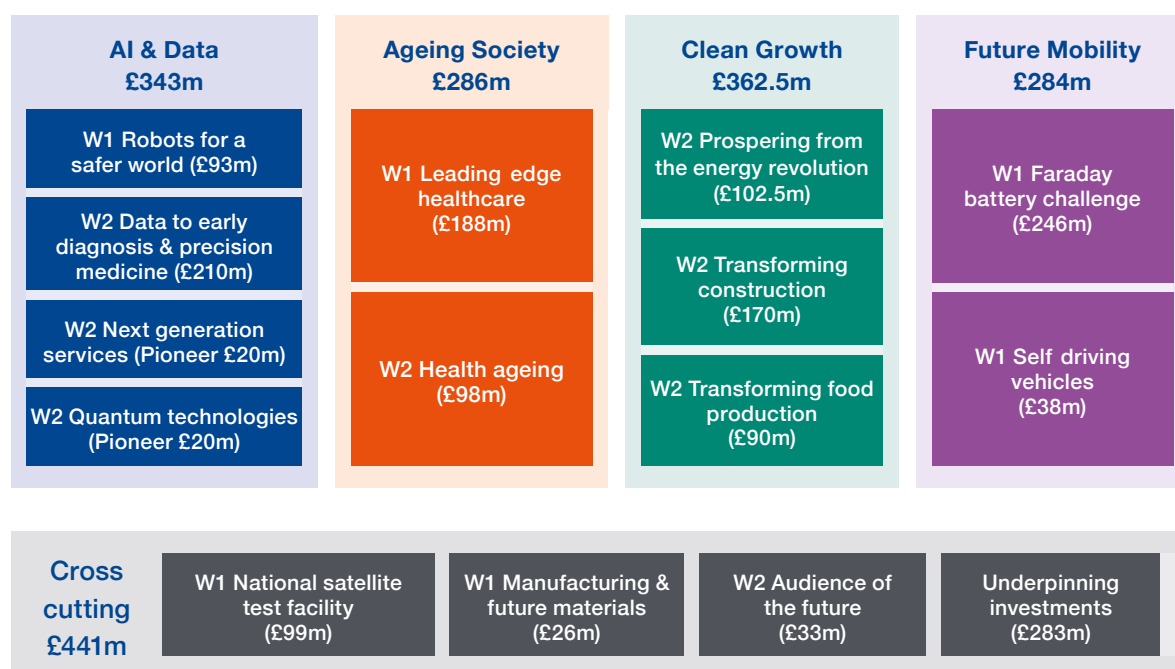 AI & Data
£343m
W1 Robots for a
safer world (£93m)
W2 Data to early
diagnosis & precision
medicine (£210m)
W2 Next generation
services (Pioneer £20m)
W2 Quantum technologies
(Pioneer £20m)
Ageing Society
£286m
W1 Leading edge
healthcare
(£188m)
W2 Health ageing
(£98m)
Clean Growth
£362.5m
W2 Prospering from
the energy revolution
(£102.5m)
W2 Transforming
construction
(£170m)
W2 Transforming food
production
(£90m)
Future Mobility
£284m
W1 Faraday
battery challenge
(£246m)
W1 Self driving
vehicles
(£38m)
Cross
cutting
£441m
W1 National satellite
test facility
(£99m)
W1 Manufacturing &
future materials
(£26m)
W2 Audience of
the future
(£33m)
Underpinning
investments
(£283m)